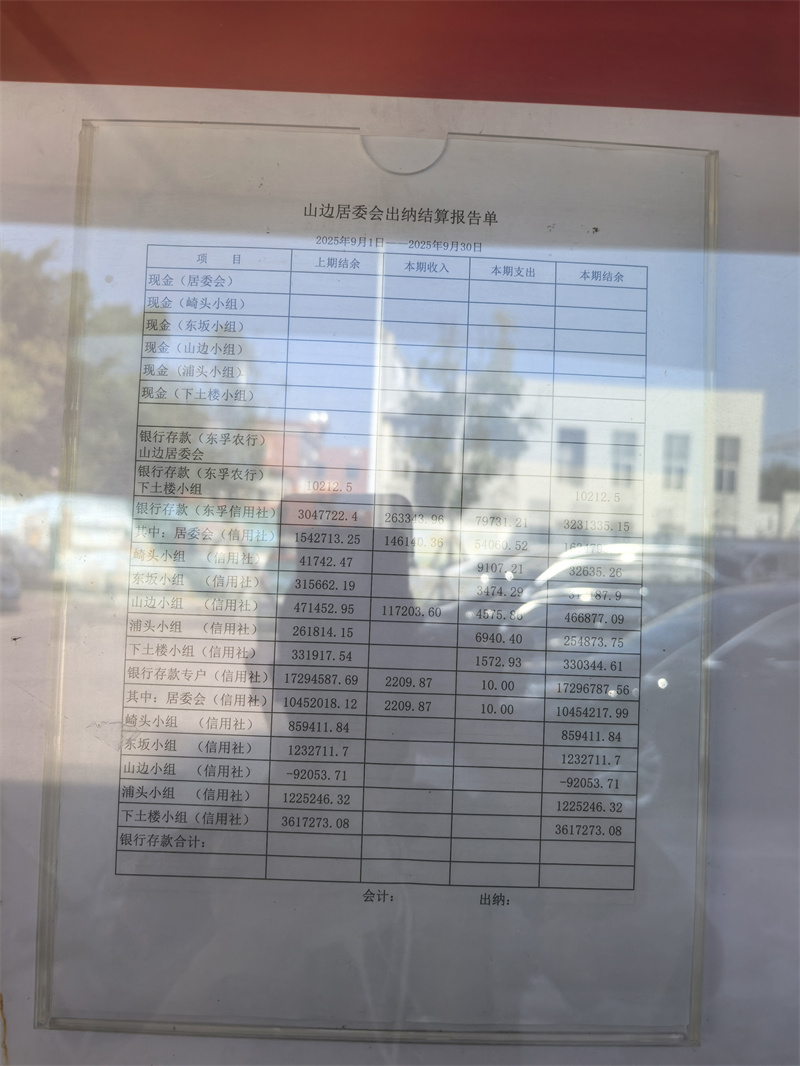 山边居委会出纳结算报告单
2025年9月1日——2025年9月30日
项 目 上期结余 本期收入 本期支出 本期结余
现金（居委会）
现金（崎头小组）
现金（东坂小组）
现金（山边小组）
现金（浦头小组）
现金（下土楼小组）
银行存款（东孚农行）
山边居委会
银行存款（东孚农行）
下土楼小组 10212.5 10212.5
银行存款（东孚信用社） 3047722.4 263343.96 79731.21 3231335.15
其中：居委会（信用社） 1542713.25 146140.36 54060.52
崎头小组 （信用社） 41742.47 9107.21 32635.26
东坂小组 （信用社） 315662.19 3474.29
山边小组 （信用社） 471452.95 117203.60 4575.86 466877.09
浦头小组 （信用社） 261814.15 6940.40 254873.75
下土楼小组（信用社） 331917.54 1572.93 330344.61
银行存款专户（信用社） 17294587.69 2209.87 10.00 17296787.56
其中：居委会（信用社） 10452018.12 2209.87 10.00 10454217.99
崎头小组 （信用社） 859411.84 859411.84
东坂小组 （信用社） 1232711.7 1232711.7
山边小组 （信用社） -92053.71 -92053.71
浦头小组 （信用社） 1225246.32 1225246.32
下土楼小组（信用社） 3617273.08 3617273.08
银行存款合计：
会计： 出纳：